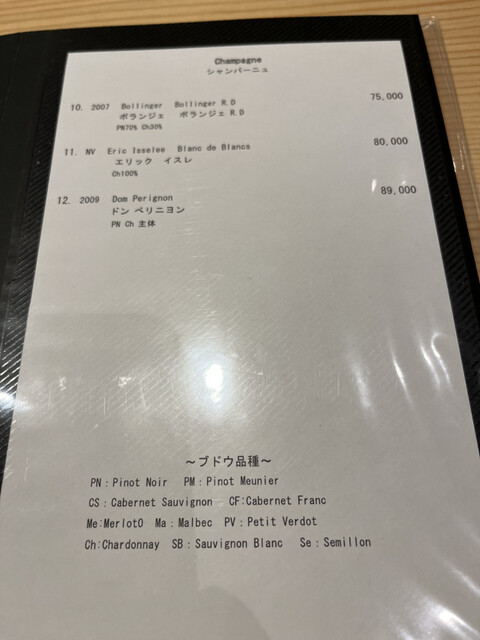 Champagne
シャンパーニュ
10. 2007 Bollinger Bollinger R.D 75,000
ボランジェ ボランジェ R.D
PN70% Ch30%
11. NV Eric Isselee Blanc de Blancs 80,000
エリック イスレ
Ch100%
12. 2009 Dom Perignon 89,000
ドン ペリニヨン
PN Ch 主体
～ブドウ品種～
PN：Pinot Noir PM：Pinot Meunier
CS：Cabernet Sauvignon CF:Cabernet Franc
Me:MerlotO Ma：Malbec PV：Petit Verdot
Ch:Chardonnay SB：Sauvignon Blanc Se：Semillon